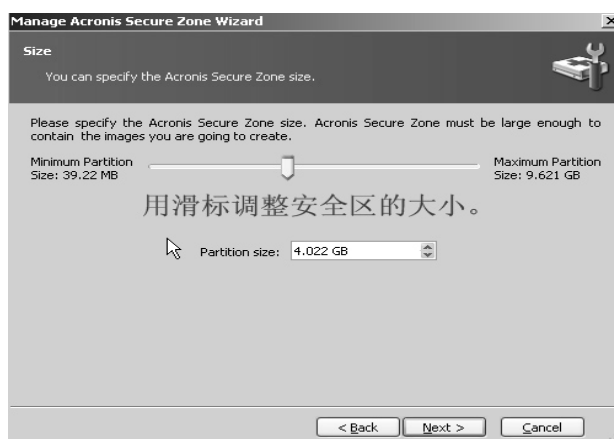 Manage Acronis Secure Zone Wizard
Size
You can specify the Acronis Secure Zone size.
Please specify the Acronis Secure Zone size. Acronis Secure Zone must be large enough to
contain the images you are going to create.
Minimum Partition
Size: 39.22 MB
Maximum Partition
Size: 9.621 GB
用滑标调整安全区的大小。
Partition size: 4.022 GB
< Back Next > Cancel